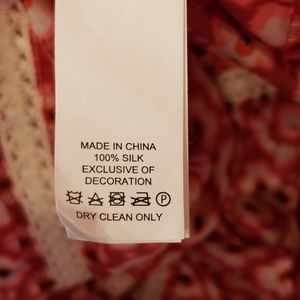 MADE IN CHINA
100% SILK
EXCLUSIVE OF
DECORATION
P
DRY CLEAN ONLY